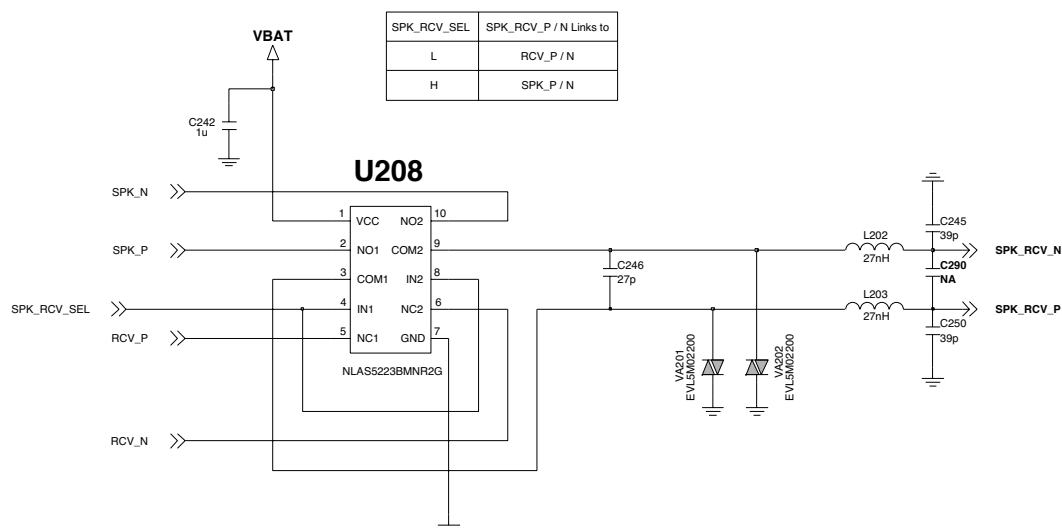 SPK_RCV_SEL SPK_RCV_P / N Links to
L RCV_P / N
H SPK_P / N
VBAT
C242
1u
U208
SPK_N
SPK_P
SPK_RCV_SEL
RCV_P
RCV_N
1 VCC NO2 10
2 NO1 COM2 9
3 COM1 IN2 8
4 IN1 NC2 6
5 NC1 GND 7
NLAS5223BMNR2G
C246
27p
VA201
EVL5M02200
VA202
EVL5M02200
L202
27nH
L203
27nH
C245
39p
SPK_RCV_N
C290
NA
SPK_RCV_P
C250
39p